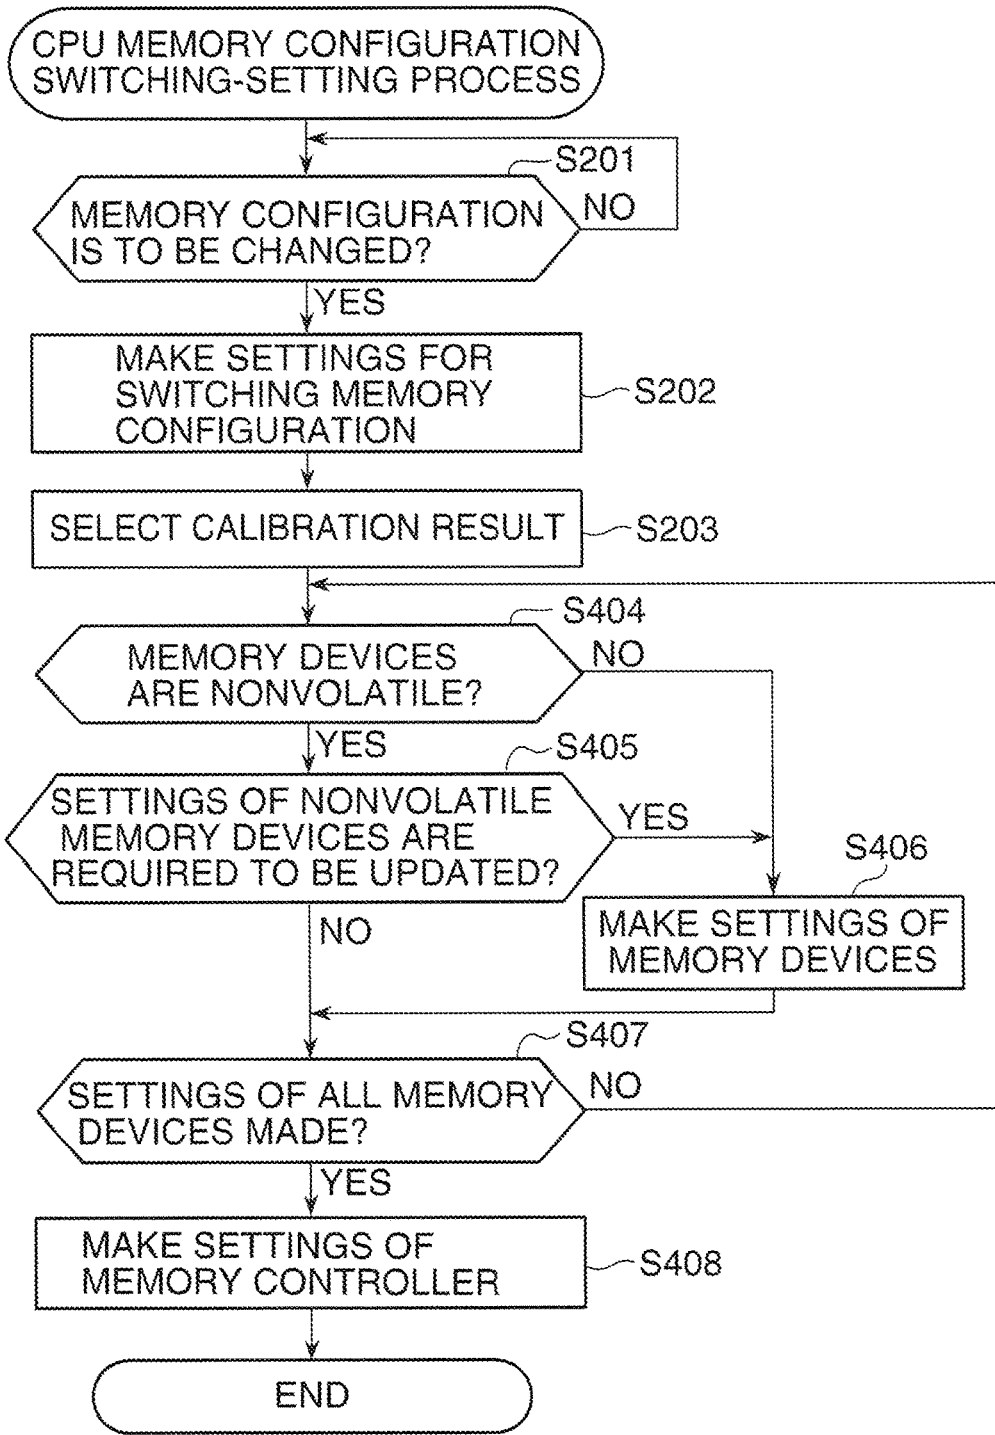 CPU MEMORY CONFIGURATION
SWITCHING-SETTING PROCESS
S201
MEMORY CONFIGURATION
IS TO BE CHANGED?
NO
YES
MAKE SETTINGS FOR
SWITCHING MEMORY
CONFIGURATION
S202
SELECT CALIBRATION RESULT
S203
S404
MEMORY DEVICES
ARE NONVOLATILE?
NO
YES
S405
SETTINGS OF NONVOLATILE
MEMORY DEVICES ARE
REQUIRED TO BE UPDATED?
YES
S406
MAKE SETTINGS OF
MEMORY DEVICES
NO
S407
SETTINGS OF ALL MEMORY
DEVICES MADE?
NO
YES
MAKE SETTINGS OF
MEMORY CONTROLLER
S408
END